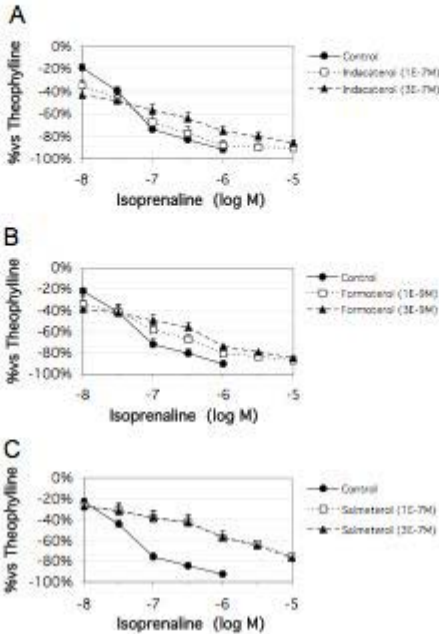 A
0%
-20%
-40%
-60%
-80%
-100%
%vs Theophylline
-8
-7
-6
-5
Isoprenaline (log M)
Control
Indacaterol (1E-7M)
Indacaterol (3E-7M)
B
0%
-20%
-40%
-60%
-80%
-100%
%vs Theophylline
-8
-7
-6
-5
Isoprenaline (log M)
Control
Formoterol (1E-9M)
Formoterol (3E-9M)
C
0%
-20%
-40%
-60%
-80%
-100%
%vs Theophylline
-8
-7
-6
-5
Isoprenaline (log M)
Control
Salmeterol (1E-7M)
Salmeterol (3E-7M)